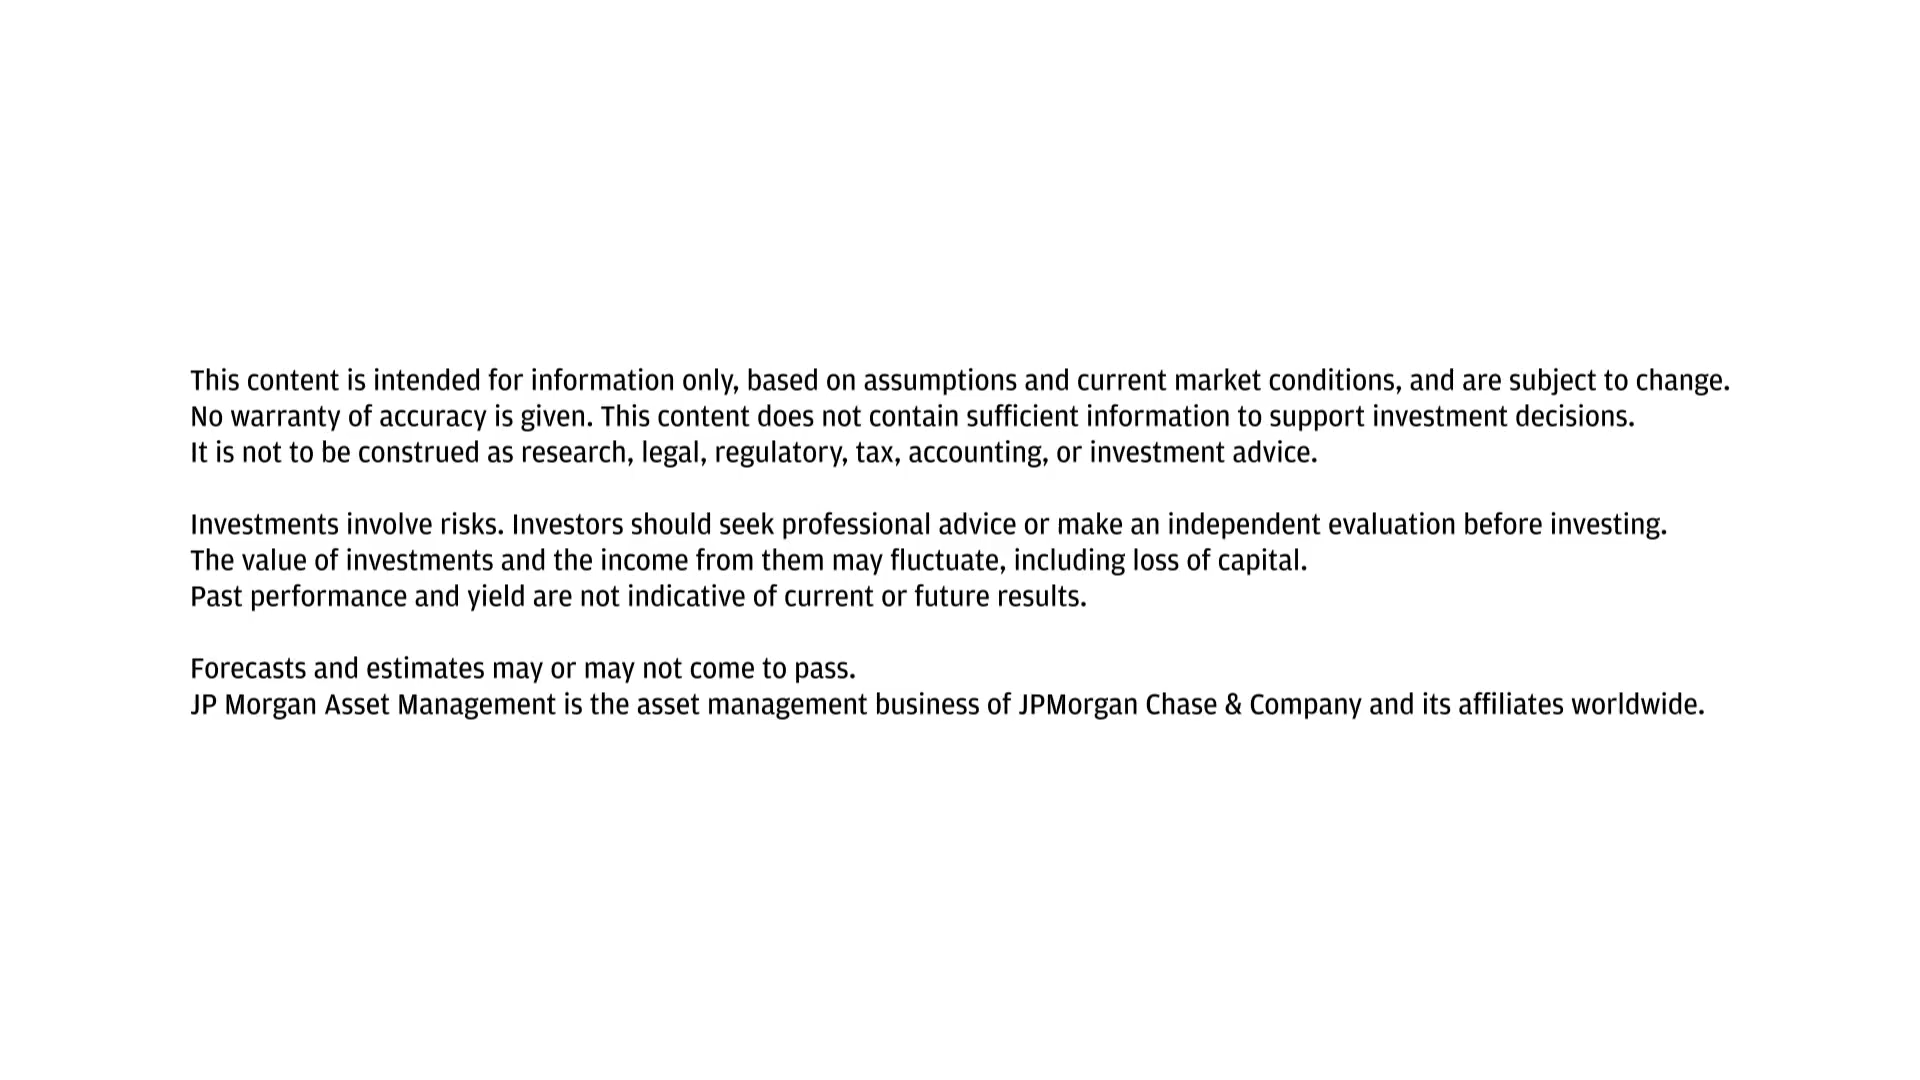 This content is intended for information only, based on assumptions and current market conditions, and are subject to change.
No warranty of accuracy is given. This content does not contain sufficient information to support investment decisions.
It is not to be construed as research, legal, regulatory, tax, accounting, or investment advice.
Investments involve risks. Investors should seek professional advice or make an independent evaluation before investing.
The value of investments and the income from them may fluctuate, including loss of capital.
Past performance and yield are not indicative of current or future results.
Forecasts and estimates may or may not come to pass.
JP Morgan Asset Management is the asset management business of JPMorgan Chase & Company and its affiliates worldwide.